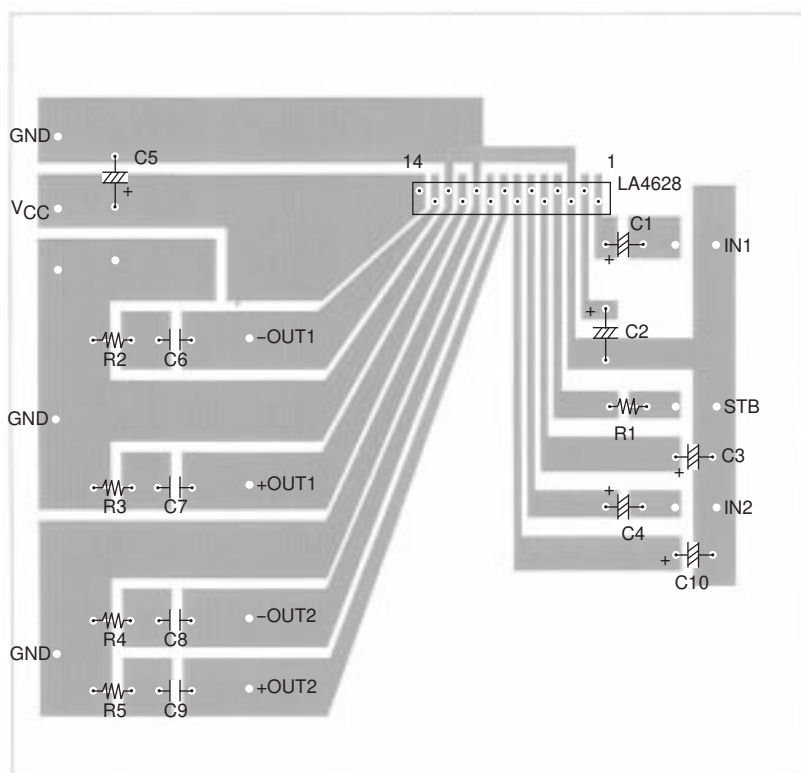 GND
C5
+
14
1
LA4628
VCC
C1
+
IN1
+
C2
R2
C6
−OUT1
GND
STB
R1
C3
+
+OUT1
R3
C7
+
C4
IN2
+
C10
−OUT2
R4
C8
GND
+OUT2
R5
C9